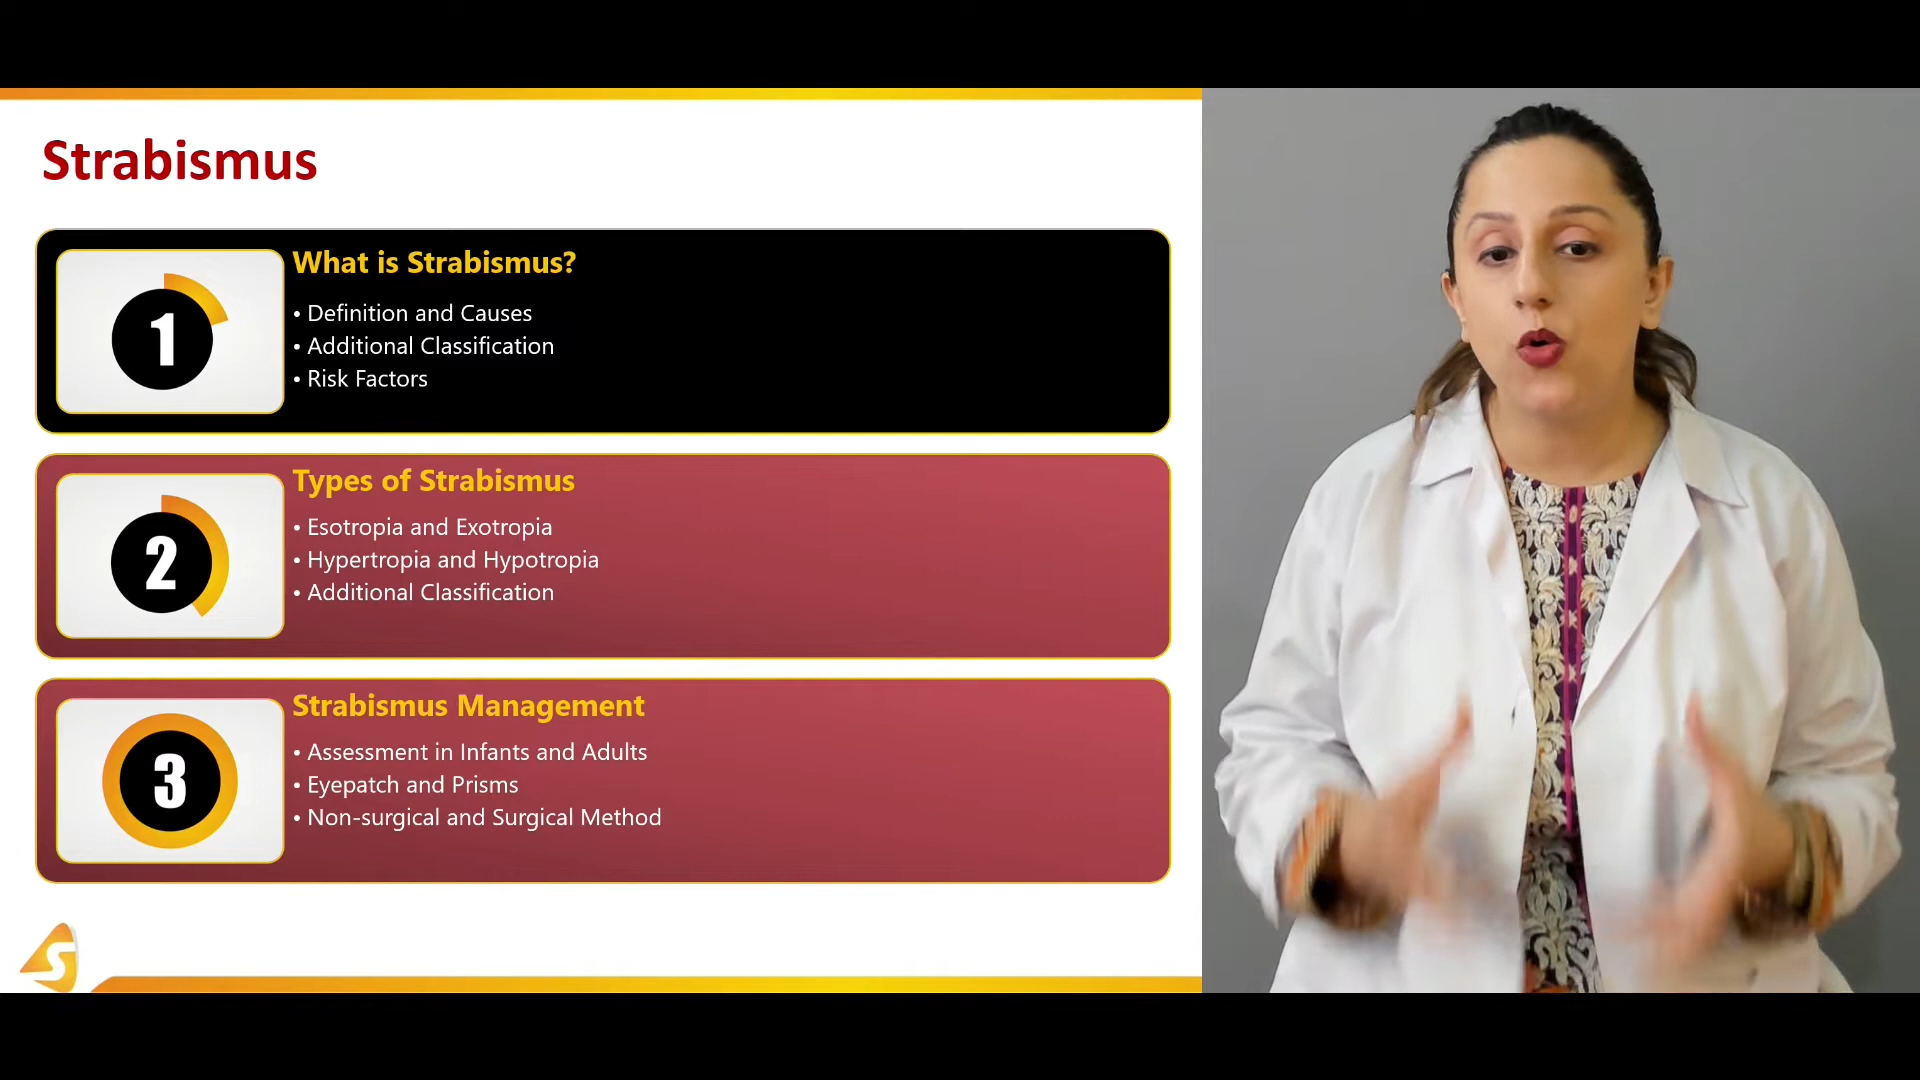 Strabismus
1
What is Strabismus?
• Definition and Causes
• Additional Classification
• Risk Factors
2
Types of Strabismus
• Esotropia and Exotropia
• Hypertropia and Hypotropia
• Additional Classification
3
Strabismus Management
• Assessment in Infants and Adults
• Eyepatch and Prisms
• Non-surgical and Surgical Method
S